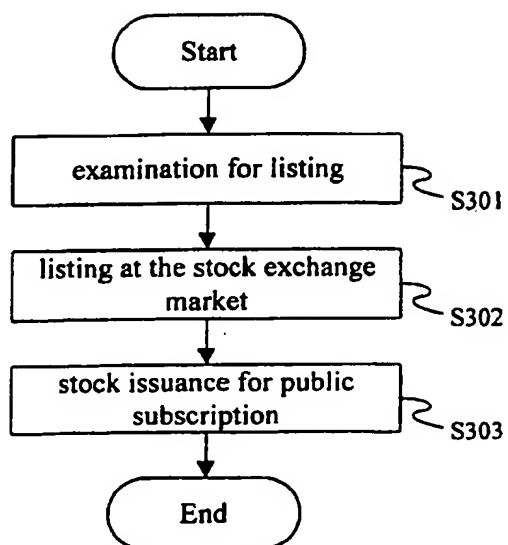 Start
examination for listing
S301
listing at the stock exchange
market
S302
stock issuance for public
subscription
S303
End